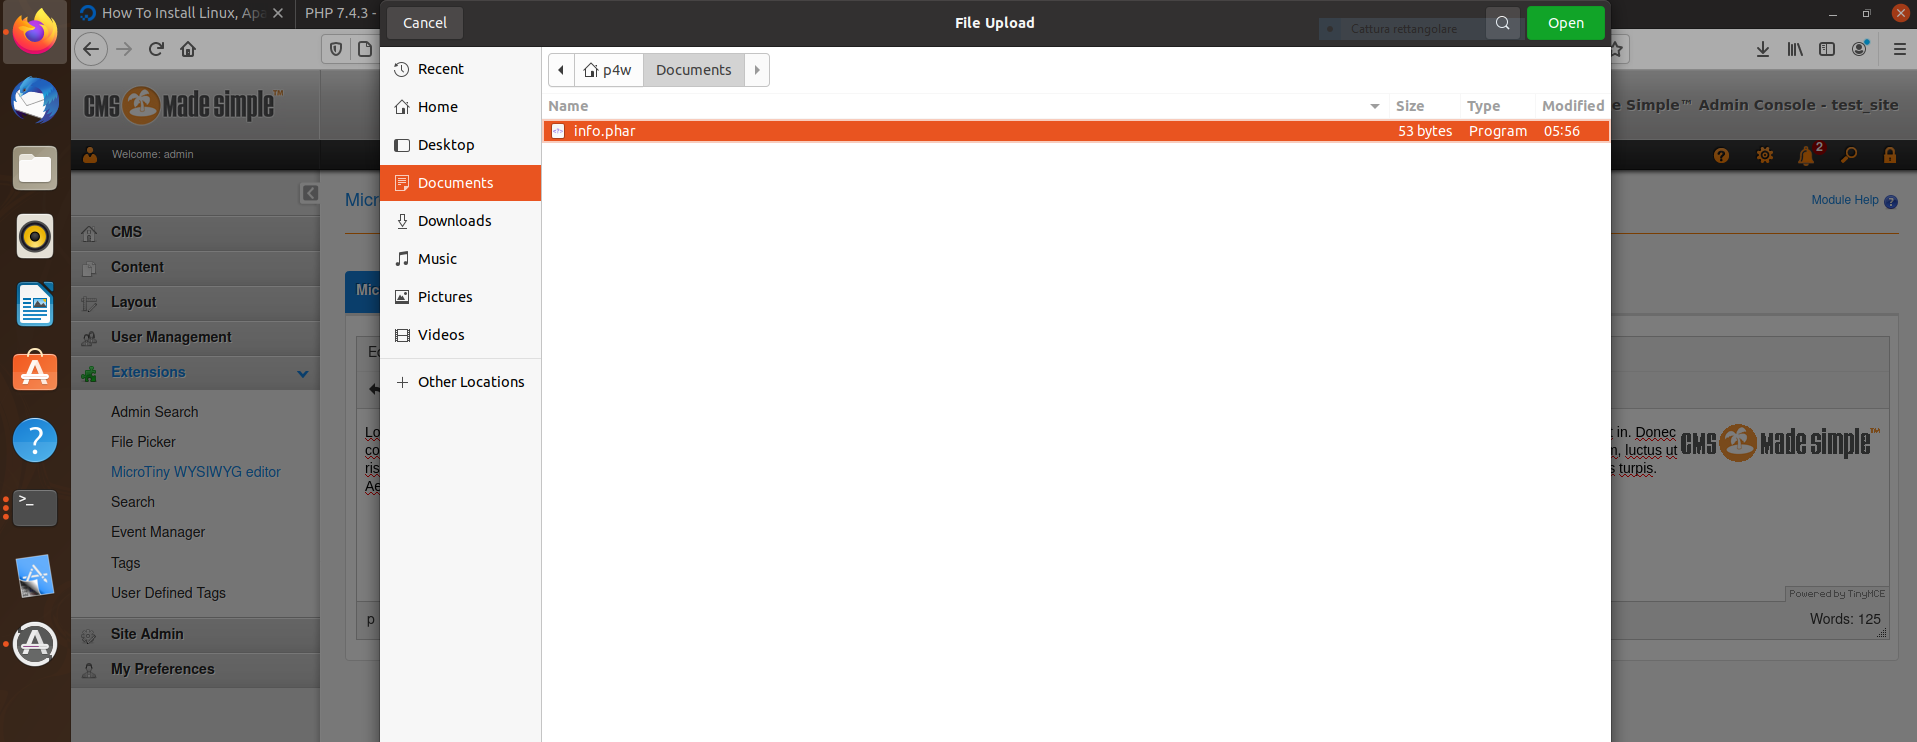 How To Install Linux, Apa
PHP 7.4.3 -
Cancel
File Upload
Cattura rettangolare
Open
CMS made simple™
e Simple™ Admin Console - test_site
Welcome: admin
2
Recent
Home
Desktop
Documents
Downloads
Music
Pictures
Videos
Other Locations
p4w
Documents
Name
Size
Type
Modified
info.phar
53 bytes
Program
05:56
Micr
Module Help
?
CMS
Content
Layout
User Management
Extensions
Admin Search
File Picker
MicroTiny WYSIWYG editor
Search
Event Manager
Tags
User Defined Tags
Site Admin
My Preferences
Mic
Lo
co
ris
Ae
in. Donec
, luctus ut
s turpis.
CMS made simple™
Powered by TinyMCE
p
Words: 125